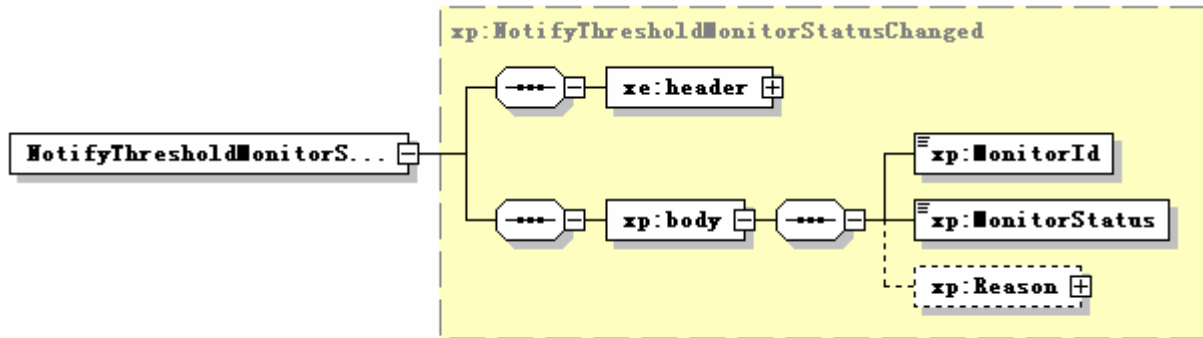 xp:NotifyThresholdMonitorStatusChanged
xe:header
NotifyThresholdMonitorS...
xp:MonitorId
xp:body
xp:MonitorStatus
xp:Reason